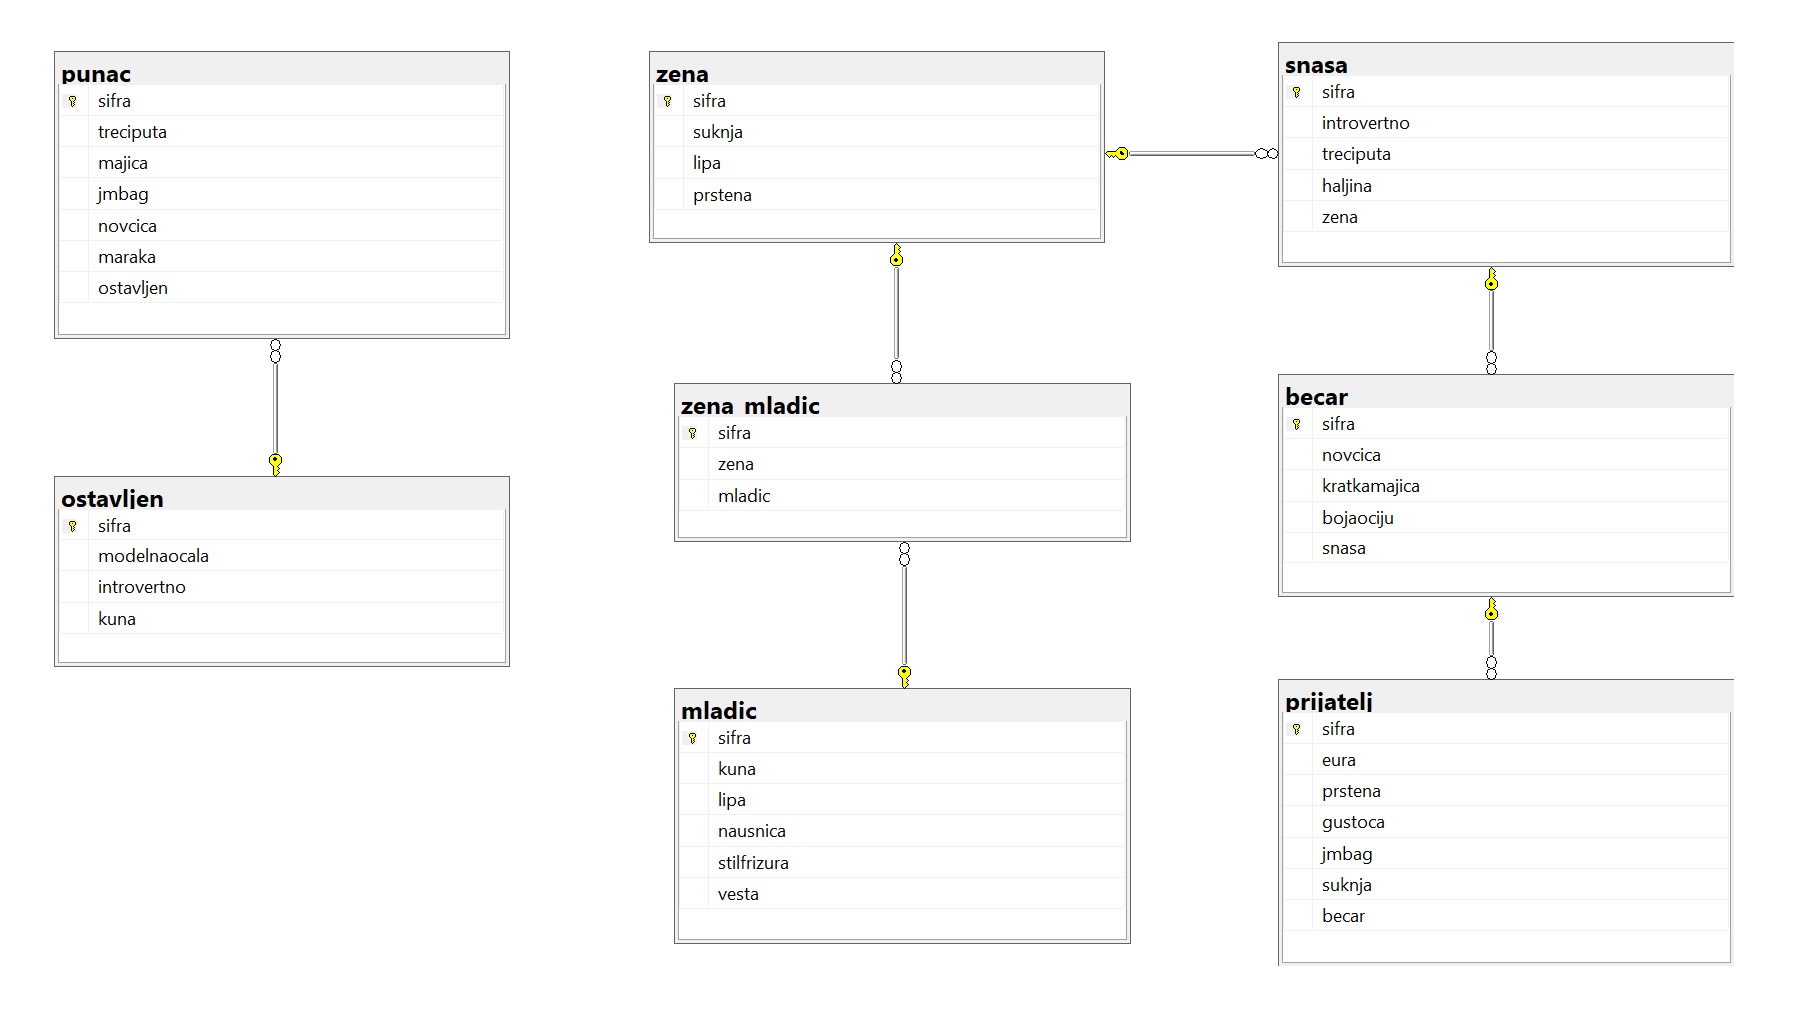 punac
sifra
treciputa
majica
jmbag
novcica
maraka
ostavljen
ostavljen
sifra
modelnaocala
introvertno
kuna
zena
sifra
suknja
lipa
prstena
zena_mladic
sifra
zena
mladic
mladic
sifra
kuna
lipa
nausnica
stilfrizura
vesta
snasa
sifra
introvertno
treciputa
haljina
zena
becar
sifra
novcica
kratkamajica
bojaociju
snasa
prijatelj
sifra
eura
prstena
gustoca
jmbag
suknja
becar